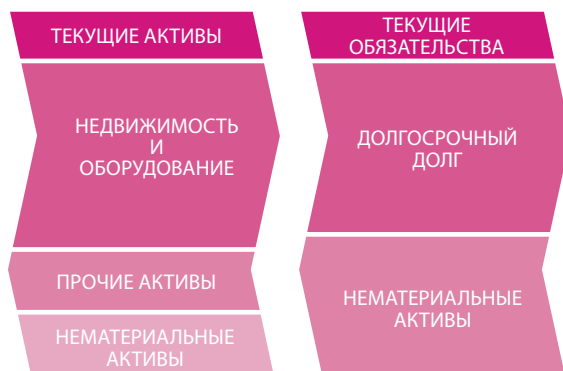 ТЕКУЩИЕ АКТИВЫ
НЕДВИЖИМОСТЬ
И
ОБОРУДОВАНИЕ
ПРОЧИЕ АКТИВЫ
НЕМАТЕРИАЛЬНЫЕ
АКТИВЫ
ТЕКУЩИЕ
ОБЯЗАТЕЛЬСТВА
ДОЛГОСРОЧНЫЙ
ДОЛГ
НЕМАТЕРИАЛЬНЫЕ
АКТИВЫ